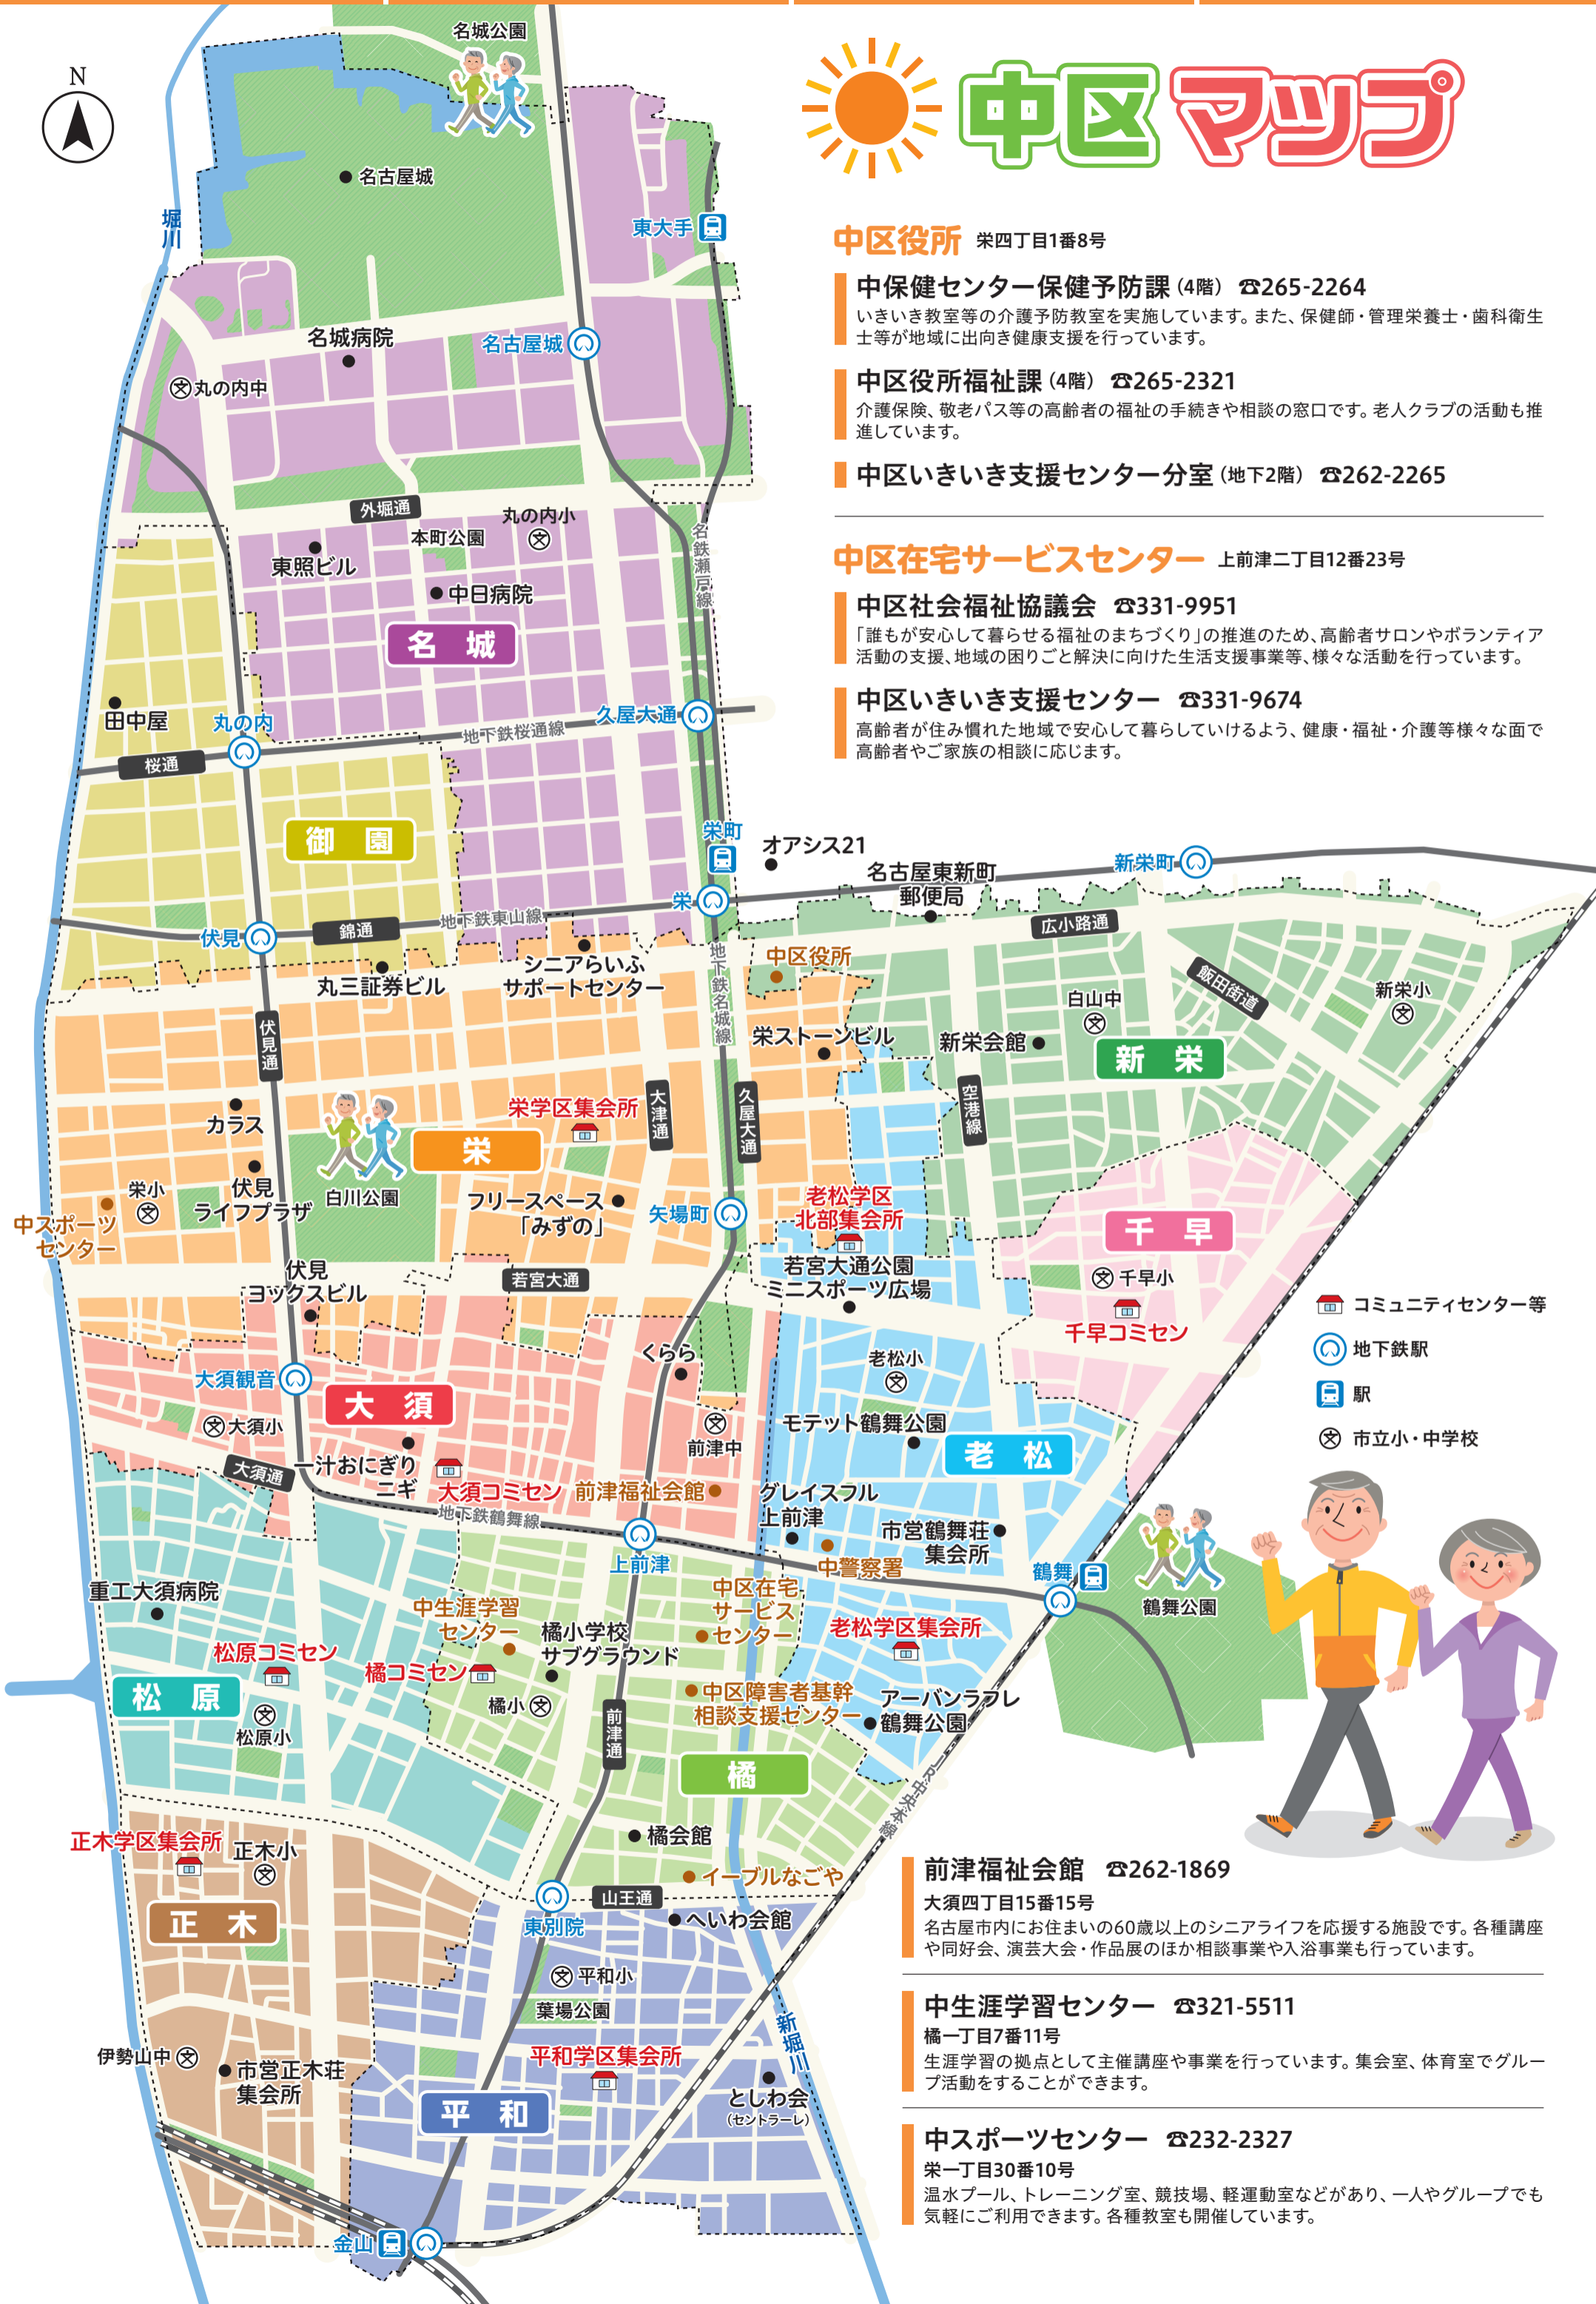 中区マップ
N
名城公園
名古屋城
堀川
東大手
名城病院
名古屋城
丸の内中
外堀通
丸の内小
本町公園
東照ビル
中日病院
名鉄瀬戸線
名 城
田中屋
丸の内
久屋大通
地下鉄桜通線
桜通
御 園
栄町
オアシス21
名古屋東新町
郵便局
新栄町
栄
地下鉄東山線
錦通
伏見
広小路通
丸三証券ビル
シニアらいふ
サポートセンター
地下鉄名城線
中区役所
飯田街道
新栄小
白山中
伏見通
栄ストーンビル
新栄会館
新 栄
カラス
栄学区集会所
大津通
久屋大通
空港線
栄
栄小
伏見
ライフプラザ
白川公園
フリースペース
「みずの」
矢場町
老松学区
北部集会所
千 早
中スポーツ
センター
伏見
ヨックスビル
若宮大通
若宮大通公園
ミニスポーツ広場
千早小
千早コミセン
くらら
老松小
大須観音
大 須
大須小
前津中
モテット鶴舞公園
老 松
大須通
一汁おにぎり
ニギ
大須コミセン
前津福祉会館
グレイスフル
上前津
地下鉄鶴舞線
市営鶴舞荘
集会所
上前津
中警察署
鶴舞
鶴舞公園
重工大須病院
中生涯学習
センター
中区在宅
サービス
センター
橘小学校
サブグラウンド
老松学区集会所
松原コミセン
橘コミセン
松 原
橘小
中区障害者基幹
相談支援センター
アーバンラフレ
鶴舞公園
松原小
前津通
橘
JR中央本線
正木学区集会所
正木小
橘会館
イーブルなごや
正 木
山王通
東別院
へいわ会館
平和小
葉場公園
新堀川
伊勢山中
市営正木荘
集会所
平和学区集会所
としわ会
(セントラーレ)
平 和
金山
中区役所 栄四丁目1番8号
中保健センター保健予防課(4階) ☎265-2264
いきいき教室等の介護予防教室を実施しています。また、保健師・管理栄養士・歯科衛生
士等が地域に出向き健康支援を行っています。
中区役所福祉課(4階) ☎265-2321
介護保険、敬老パス等の高齢者の福祉の手続きや相談の窓口です。老人クラブの活動も推
進しています。
中区いきいき支援センター分室(地下2階) ☎262-2265
中区在宅サービスセンター 上前津二丁目12番23号
中区社会福祉協議会 ☎331-9951
「誰もが安心して暮らせる福祉のまちづくり」の推進のため、高齢者サロンやボランティア
活動の支援、地域の困りごと解決に向けた生活支援事業等、様々な活動を行っています。
中区いきいき支援センター ☎331-9674
高齢者が住み慣れた地域で安心して暮らしていけるよう、健康・福祉・介護等様々な面で
高齢者やご家族の相談に応じます。
コミュニティセンター等
地下鉄駅
駅
市立小・中学校
前津福祉会館 ☎262-1869
大須四丁目15番15号
名古屋市内にお住まいの60歳以上のシニアライフを応援する施設です。各種講座
や同好会、演芸大会・作品展のほか相談事業や入浴事業も行っています。
中生涯学習センター ☎321-5511
橘一丁目7番11号
生涯学習の拠点として主催講座や事業を行っています。集会室、体育室でグルー
プ活動をすることができます。
中スポーツセンター ☎232-2327
栄一丁目30番10号
温水プール、トレーニング室、競技場、軽運動室などがあり、一人やグループでも
気軽にご利用できます。各種教室も開催しています。